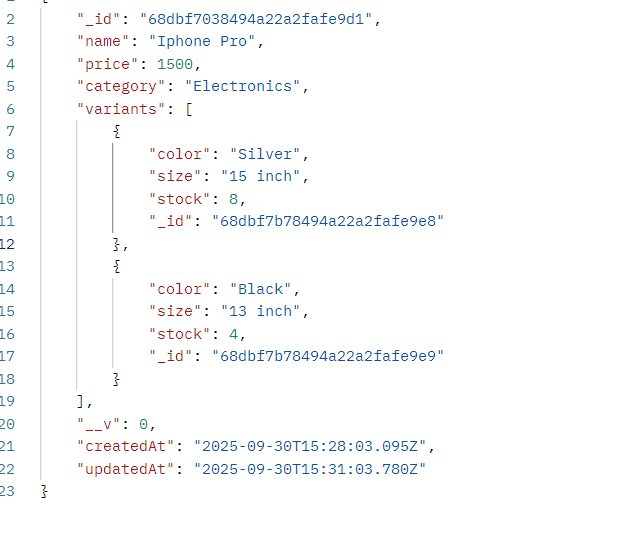 {
2 "_id": "68dbf7038494a22a2fafe9d1",
3 "name": "Iphone Pro",
4 "price": 1500,
5 "category": "Electronics",
6 "variants": [
7 {
8 "color": "Silver",
9 "size": "15 inch",
10 "stock": 8,
11 "_id": "68dbf7b78494a22a2fafe9e8"
12 },
13 {
14 "color": "Black",
15 "size": "13 inch",
16 "stock": 4,
17 "_id": "68dbf7b78494a22a2fafe9e9"
18 }
19 ],
20 "__v": 0,
21 "createdAt": "2025-09-30T15:28:03.095Z",
22 "updatedAt": "2025-09-30T15:31:03.780Z"
23 }